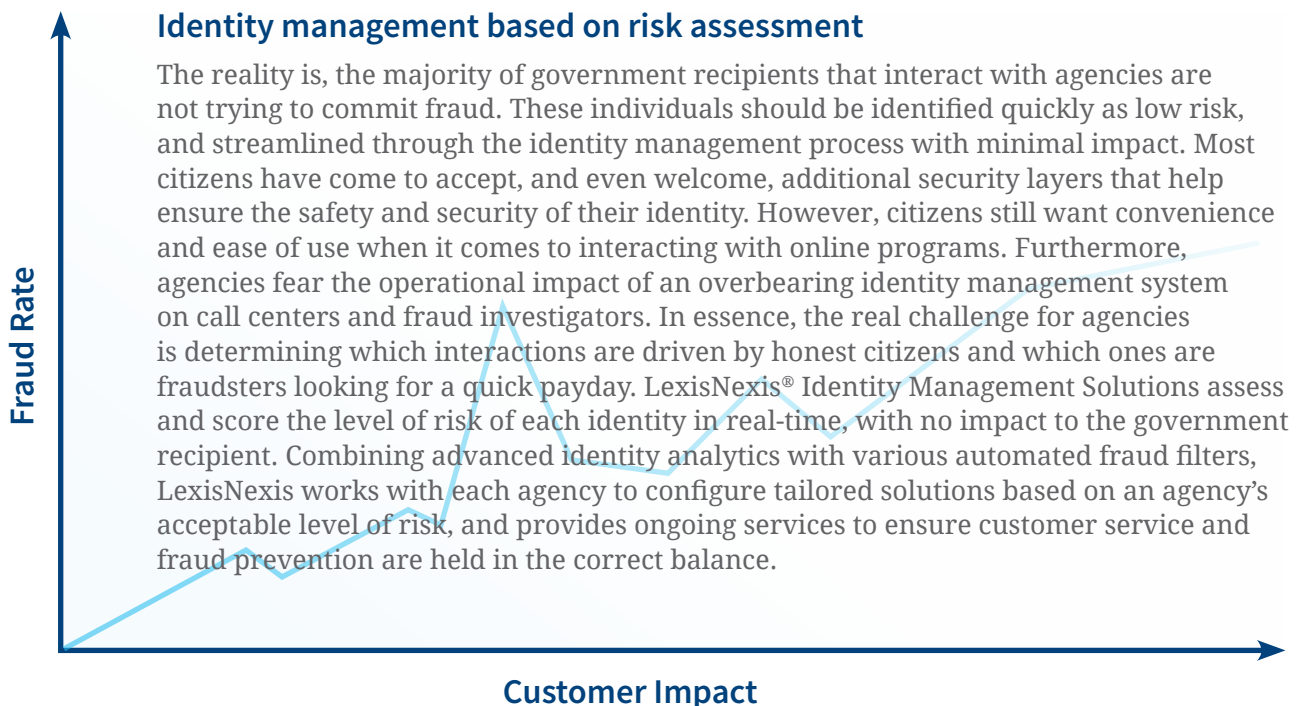 Identity management based on risk assessment
The reality is, the majority of government recipients that interact with agencies are
not trying to commit fraud. These individuals should be identified quickly as low risk,
and streamlined through the identity management process with minimal impact. Most
citizens have come to accept, and even welcome, additional security layers that help
ensure the safety and security of their identity. However, citizens still want convenience
and ease of use when it comes to interacting with online programs. Furthermore,
agencies fear the operational impact of an overbearing identity management system
on call centers and fraud investigators. In essence, the real challenge for agencies
is determining which interactions are driven by honest citizens and which ones are
fraudsters looking for a quick payday. LexisNexis® Identity Management Solutions assess
and score the level of risk of each identity in real-time, with no impact to the government
recipient. Combining advanced identity analytics with various automated fraud filters,
LexisNexis works with each agency to configure tailored solutions based on an agency’s
acceptable level of risk, and provides ongoing services to ensure customer service and
fraud prevention are held in the correct balance.
Fraud Rate
Customer Impact